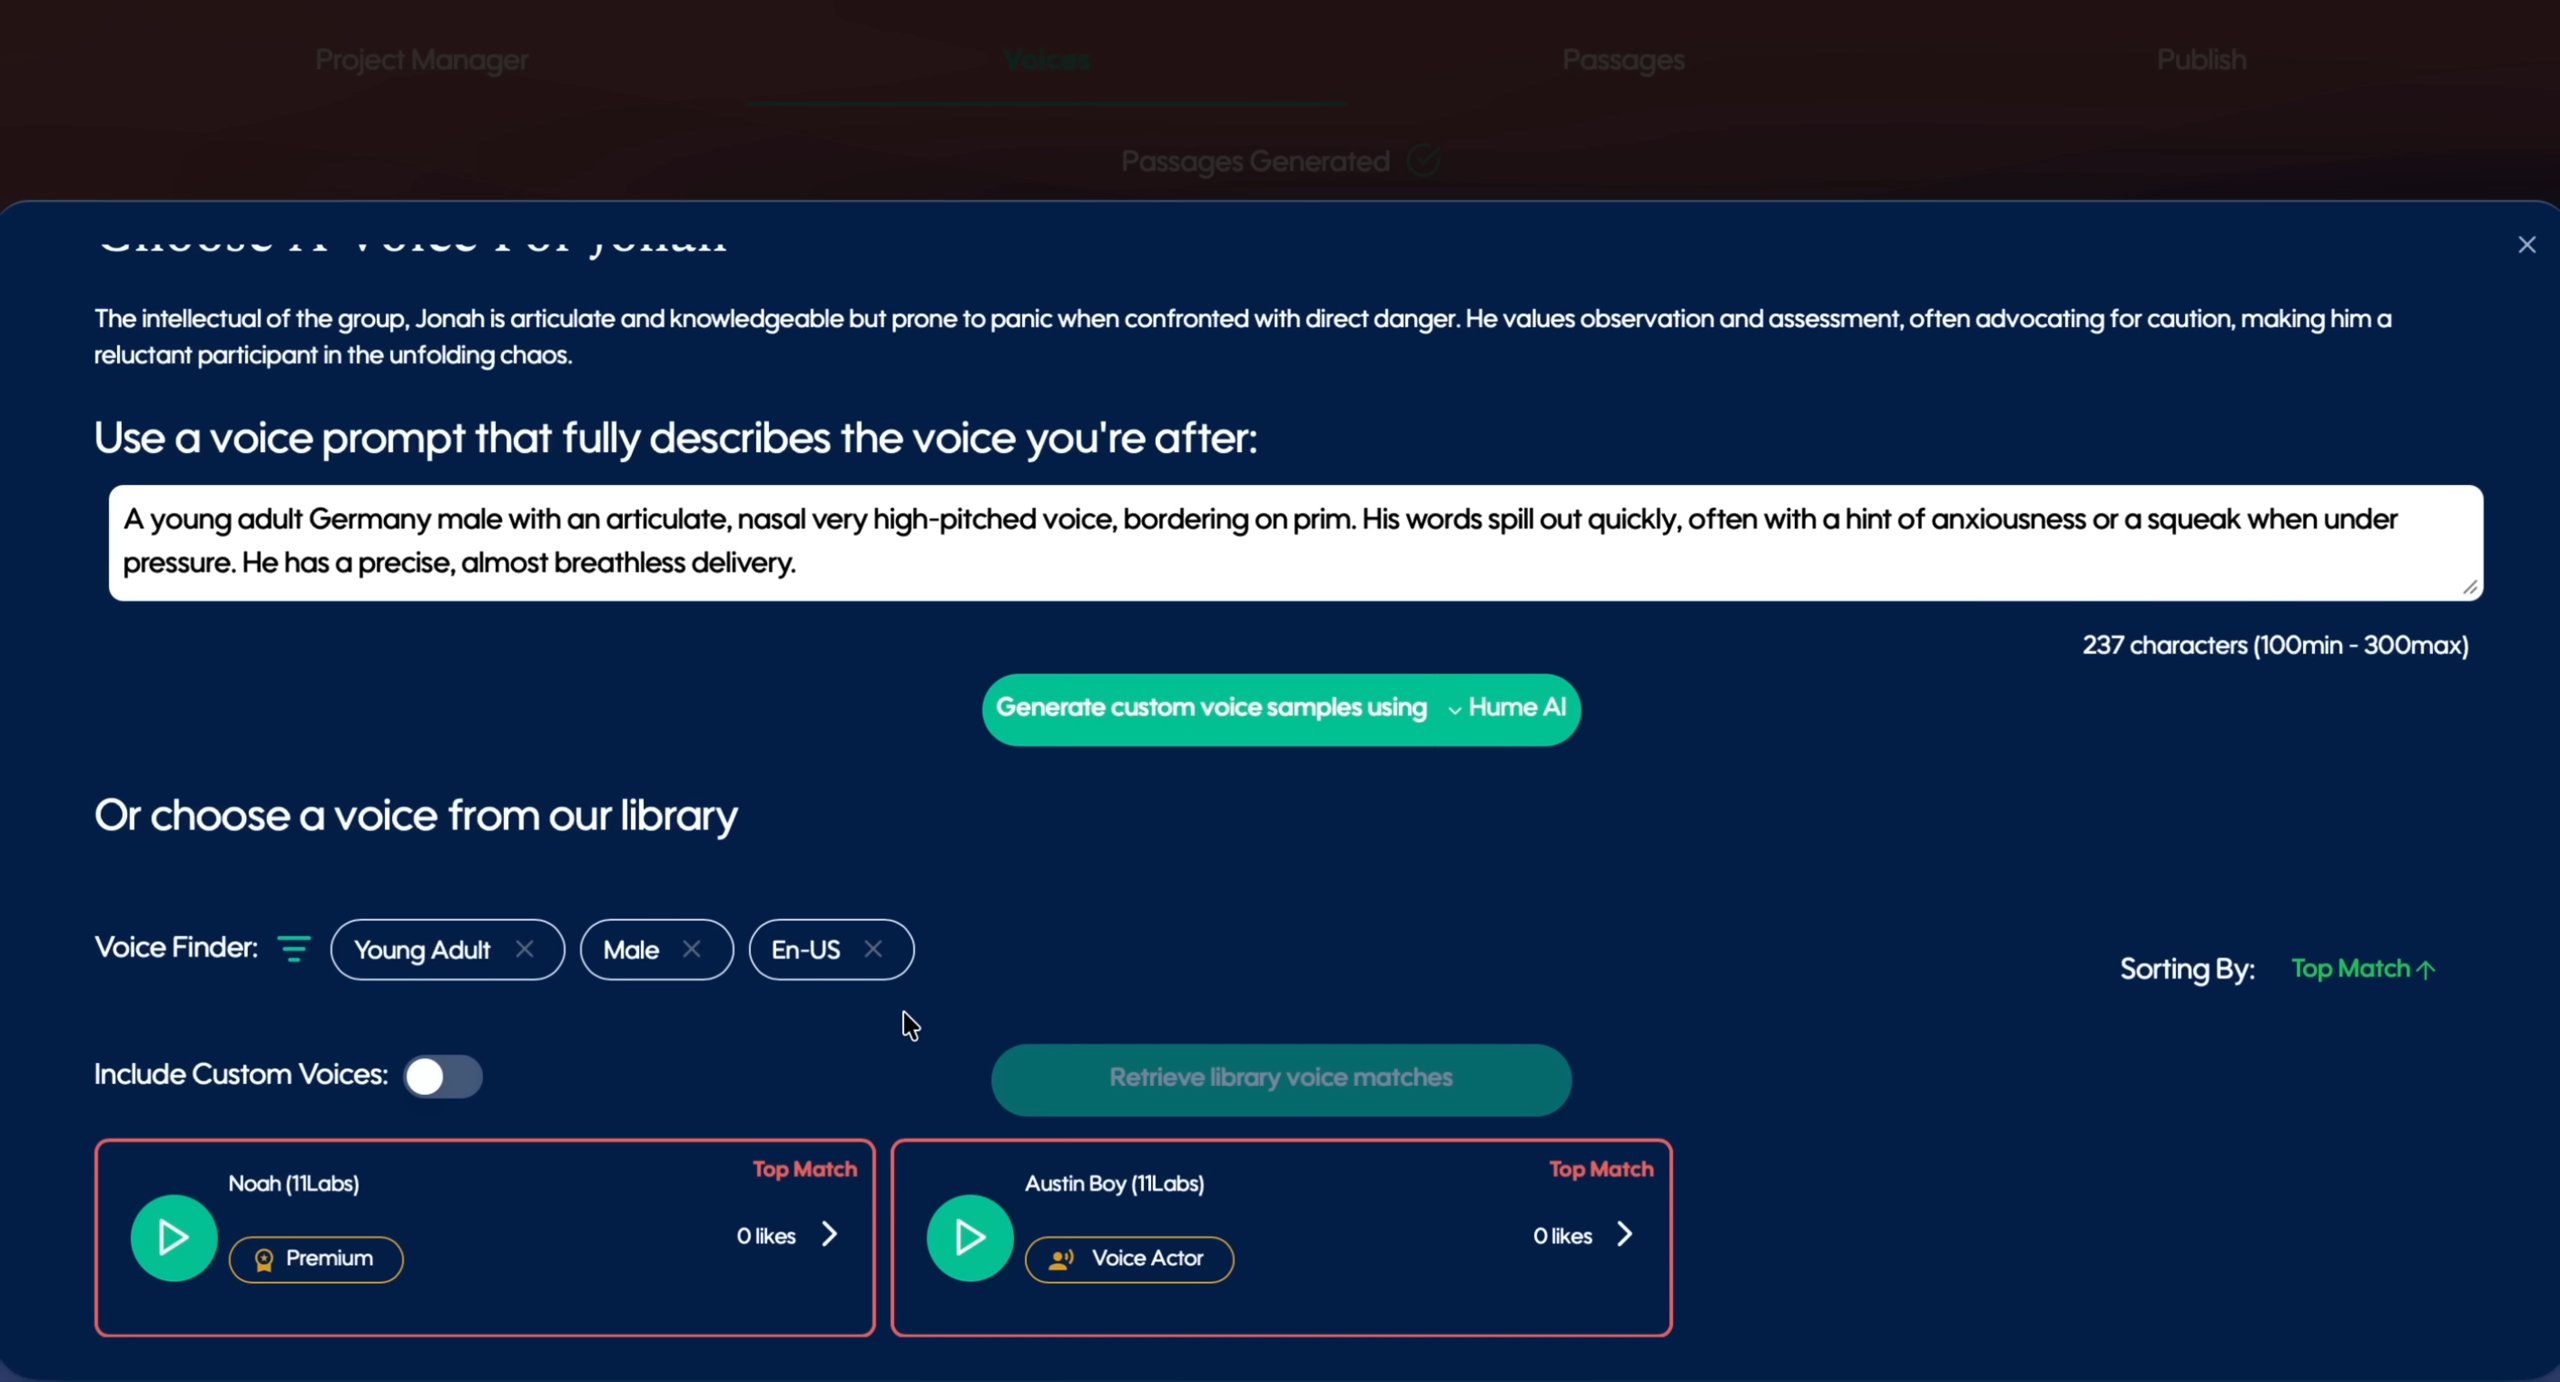 Project Manager
Voices
Passages
Publish
Passages Generated
Choose A Voice For Jonah
The intellectual of the group, Jonah is articulate and knowledgeable but prone to panic when confronted with direct danger. He values observation and assessment, often advocating for caution, making him a
reluctant participant in the unfolding chaos.
Use a voice prompt that fully describes the voice you're after:
A young adult Germany male with an articulate, nasal very high-pitched voice, bordering on prim. His words spill out quickly, often with a hint of anxiousness or a squeak when under
pressure. He has a precise, almost breathless delivery.
237 characters (100min - 300max)
Generate custom voice samples using Hume AI
Or choose a voice from our library
Voice Finder:
Young Adult
Male
En-US
Sorting By: Top Match
Include Custom Voices:
Retrieve library voice matches
Noah (11Labs)
Top Match
Premium
0 likes
Austin Boy (11Labs)
Top Match
Voice Actor
0 likes